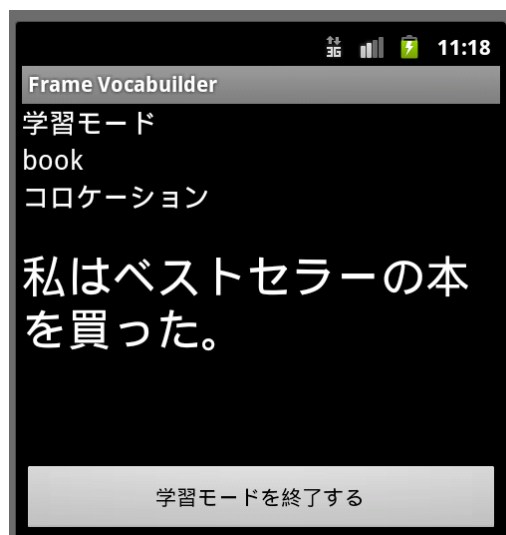 3G 11:18
Frame Vocabuilder
学習モード
book
コロケーション
私はベストセラーの本
を買った。
学習モードを終了する